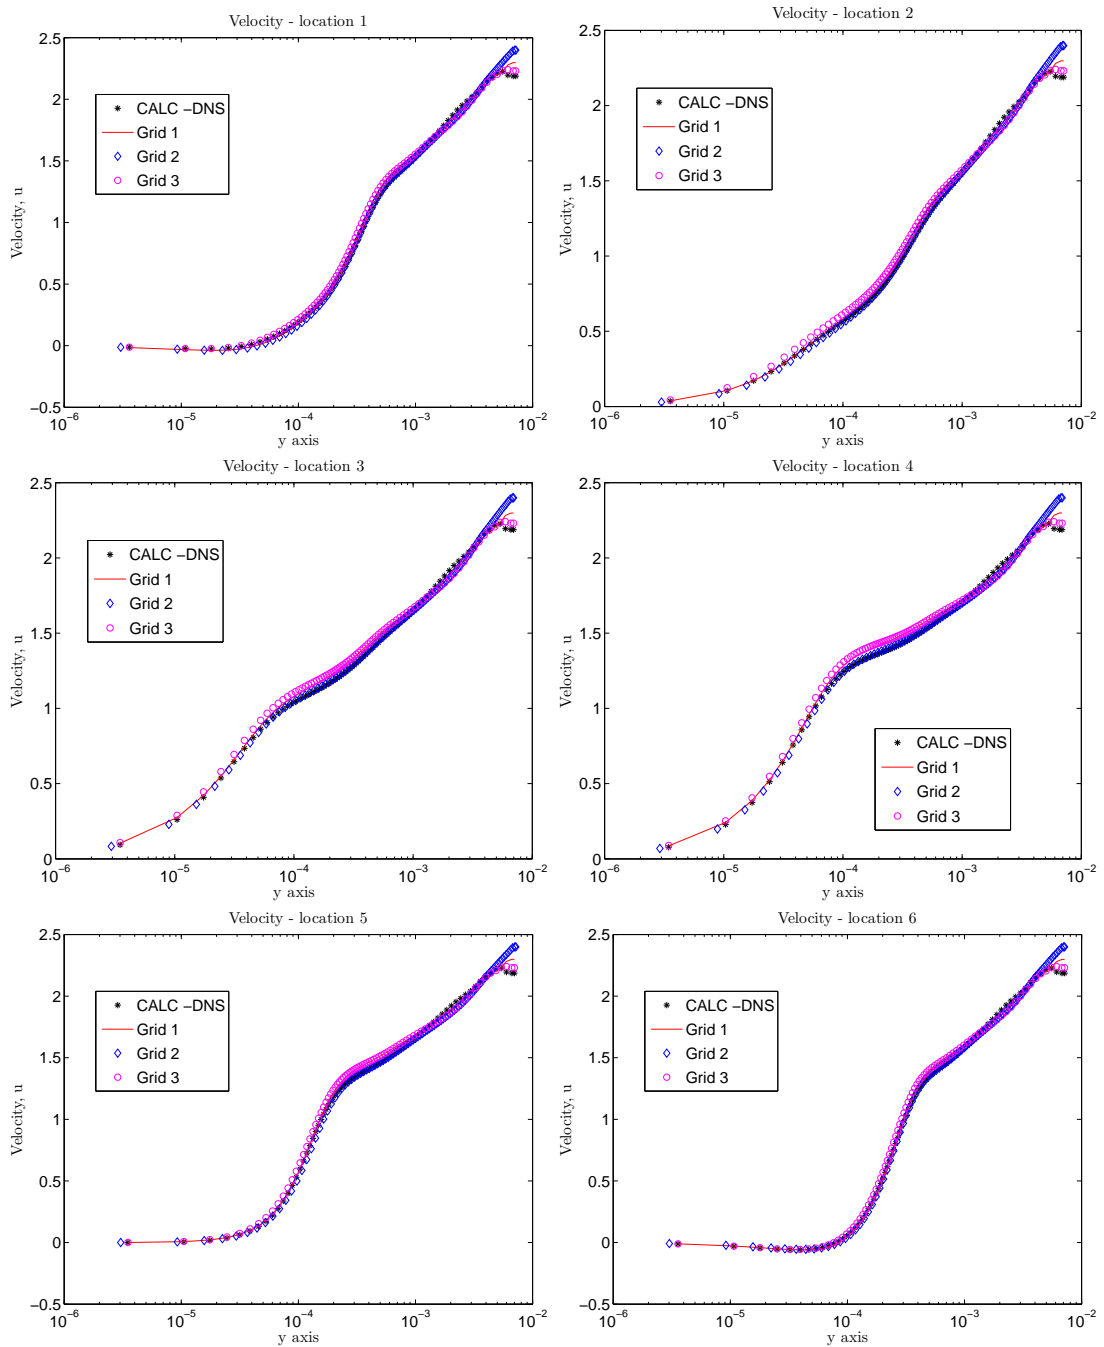 Velocity - location 1
2.5
2
1.5
1
0.5
0
−0.5
Velocity, u
CALC −DNS
Grid 1
Grid 2
Grid 3
10−6 10−5 10−4 10−3 10−2
y axis
Velocity - location 2
2.5
2
1.5
1
0.5
0
Velocity, u
CALC −DNS
Grid 1
Grid 2
Grid 3
10−6 10−5 10−4 10−3 10−2
y axis
Velocity - location 3
2.5
2
1.5
1
0.5
0
Velocity, u
CALC −DNS
Grid 1
Grid 2
Grid 3
10−6 10−5 10−4 10−3 10−2
y axis
Velocity - location 4
2.5
2
1.5
1
0.5
0
Velocity, u
CALC −DNS
Grid 1
Grid 2
Grid 3
10−6 10−5 10−4 10−3 10−2
y axis
Velocity - location 5
2.5
2
1.5
1
0.5
0
−0.5
Velocity, u
CALC −DNS
Grid 1
Grid 2
Grid 3
10−6 10−5 10−4 10−3 10−2
y axis
Velocity - location 6
2.5
2
1.5
1
0.5
0
−0.5
Velocity, u
CALC −DNS
Grid 1
Grid 2
Grid 3
10−6 10−5 10−4 10−3 10−2
y axis